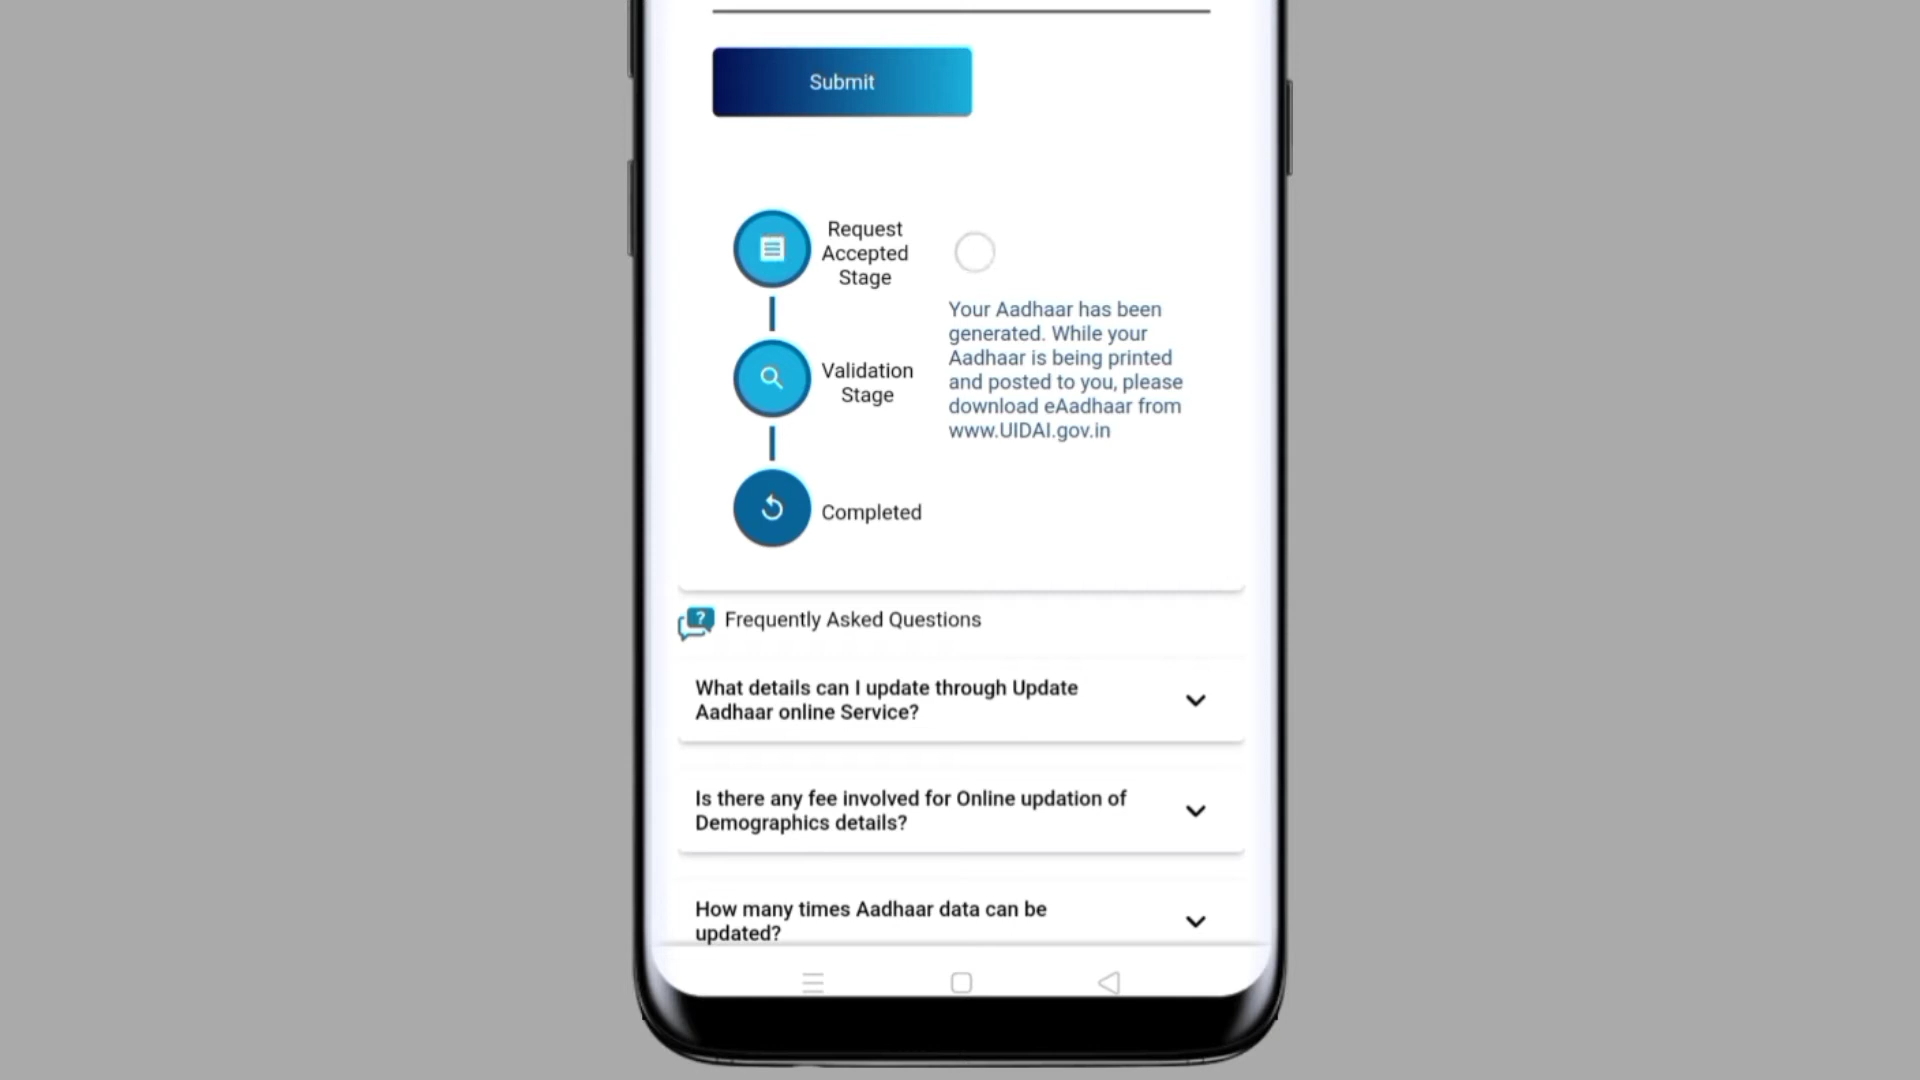 Submit
Request
Accepted
Stage
Validation
Stage
Completed
Your Aadhaar has been
generated. While your
Aadhaar is being printed
and posted to you, please
download eAadhaar from
www.UIDAI.gov.in
Frequently Asked Questions
What details can I update through Update
Aadhaar online Service?
Is there any fee involved for Online updation of
Demographics details?
How many times Aadhaar data can be
updated?